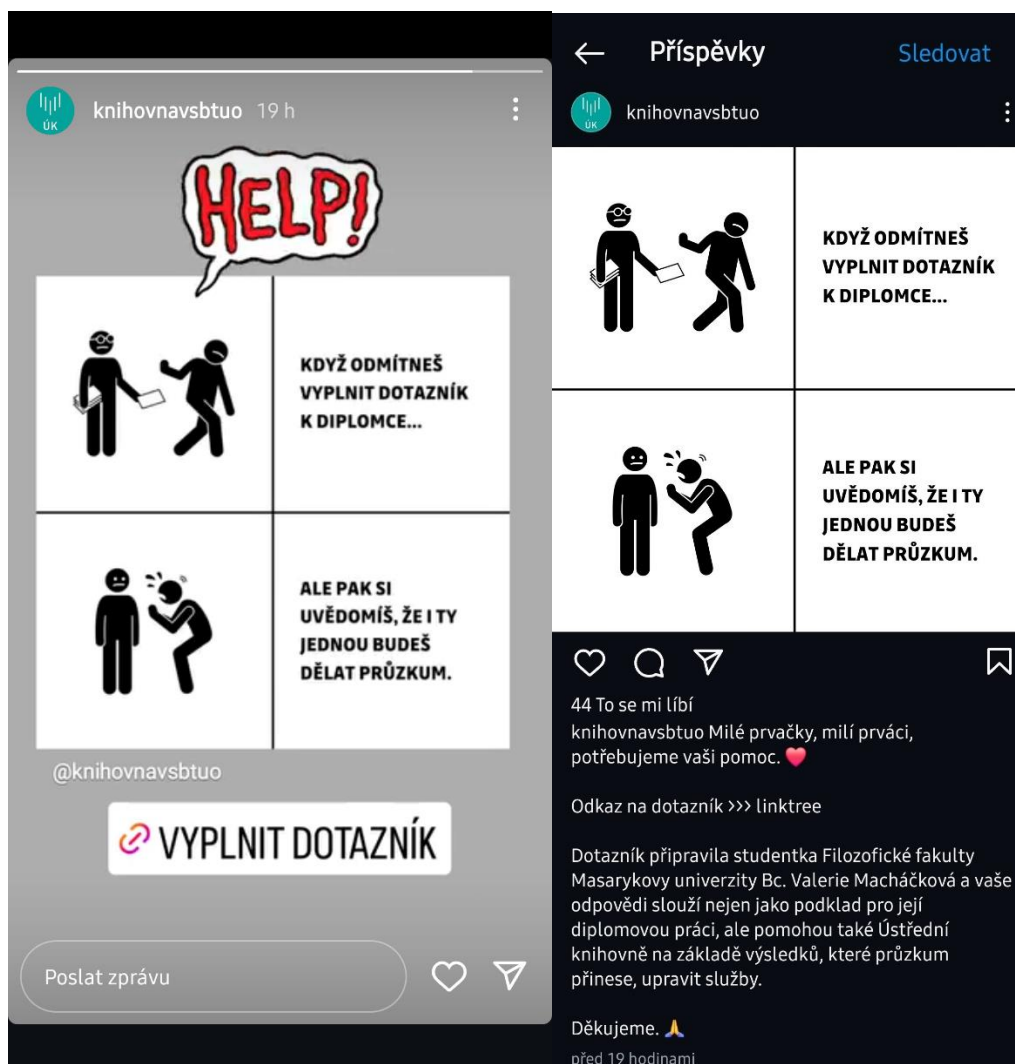 knihovnavsbtuo 19 h
ÚK
HELP!
KDYŽ ODMÍTNEŠ
VYPLNIT DOTAZNÍK
K DIPLOMCE...
ALE PAK SI
UVĚDOMÍŠ, ŽE I TY
JEDNOU BUDEŠ
DĚLAT PRŮZKUM.
@knihovnavsbtuo
VYPLNIT DOTAZNÍK
Poslat zprávu
Příspěvky Sledovat
ÚK
knihovnavsbtuo
KDYŽ ODMÍTNEŠ
VYPLNIT DOTAZNÍK
K DIPLOMCE...
ALE PAK SI
UVĚDOMÍŠ, ŽE I TY
JEDNOU BUDEŠ
DĚLAT PRŮZKUM.
44 To se mi líbí
knihovnavsbtuo Milé prvačky, milí prváci,
potřebujeme vaši pomoc. ❤️
Odkaz na dotazník >>> linktree
Dotazník připravila studentka Filozofické fakulty
Masarykovy univerzity Bc. Valerie Macháčková a vaše
odpovědi slouží nejen jako podklad pro její
diplomovou práci, ale pomohou také Ústřední
knihovně na základě výsledků, které průzkum
přinese, upravit služby.
Děkujeme. 🙏
před 19 hodinami